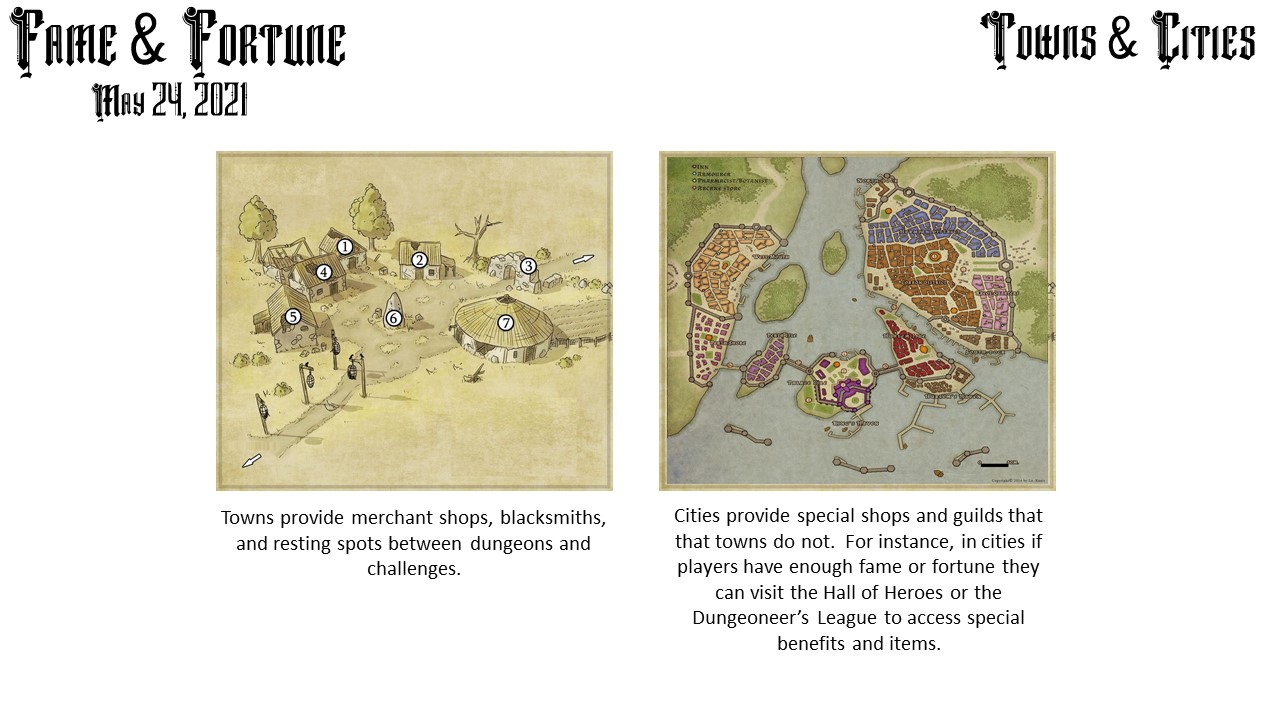 Fame & Fortune
May 24, 2021
Towns & Cities
1
2
3
4
5
6
7
Inn
Armourer
Pharmacist/Botanist
Arcane store
Towns provide merchant shops, blacksmiths,
and resting spots between dungeons and
challenges.
Cities provide special shops and guilds that
that towns do not. For instance, in cities if
players have enough fame or fortune they
can visit the Hall of Heroes or the
Dungeoneer's League to access special
benefits and items.